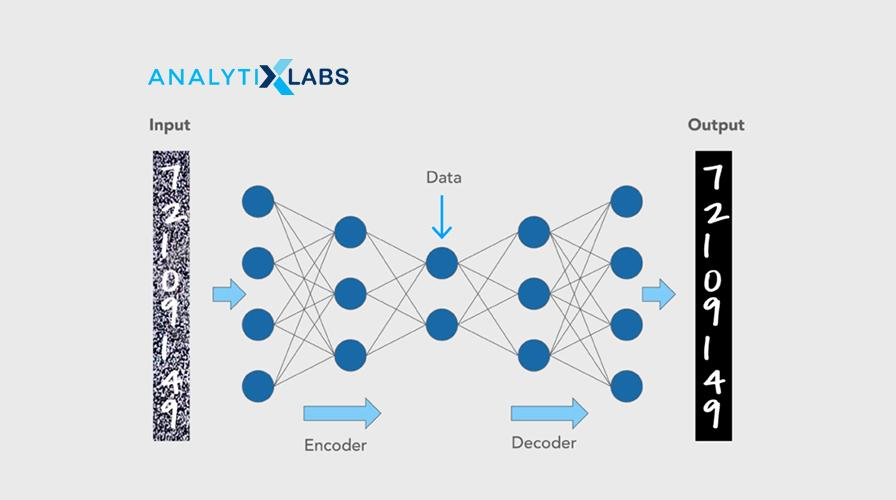 ANALYTIXLABS
Input
Output
Data
7
2
1
0
9
1
4
9
7
2
1
0
9
1
4
9
Encoder
Decoder